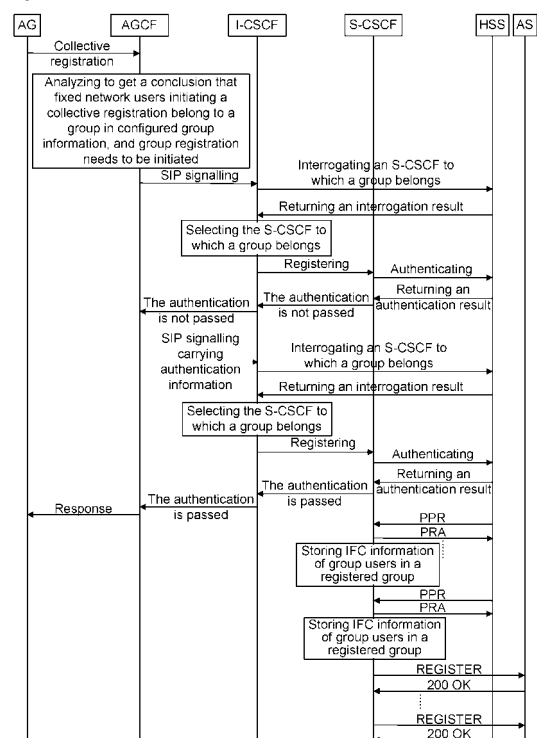 AG
AGCF
I-CSCF
S-CSCF
HSS
AS
Collective
registration
Analyzing to get a conclusion that
fixed network users initiating a
collective registration belong to a
group in configured group
information, and group registration
needs to be initiated
SIP signalling
Interrogating an S-CSCF to
which a group belongs
Returning an interrogation result
Selecting the S-CSCF to
which a group belongs
Registering
Authenticating
Returning an
authentication result
The authentication
is not passed
The authentication
is not passed
SIP signalling
carrying
authentication
information
Interrogating an S-CSCF to
which a group belongs
Returning an interrogation result
Selecting the S-CSCF to
which a group belongs
Registering
Authenticating
Returning an
authentication result
The authentication
is passed
The authentication
is passed
Response
PPR
PRA
Storing IFC information
of group users in a
registered group
PPR
PRA
Storing IFC information
of group users in a
registered group
REGISTER
200 OK
REGISTER
200 OK